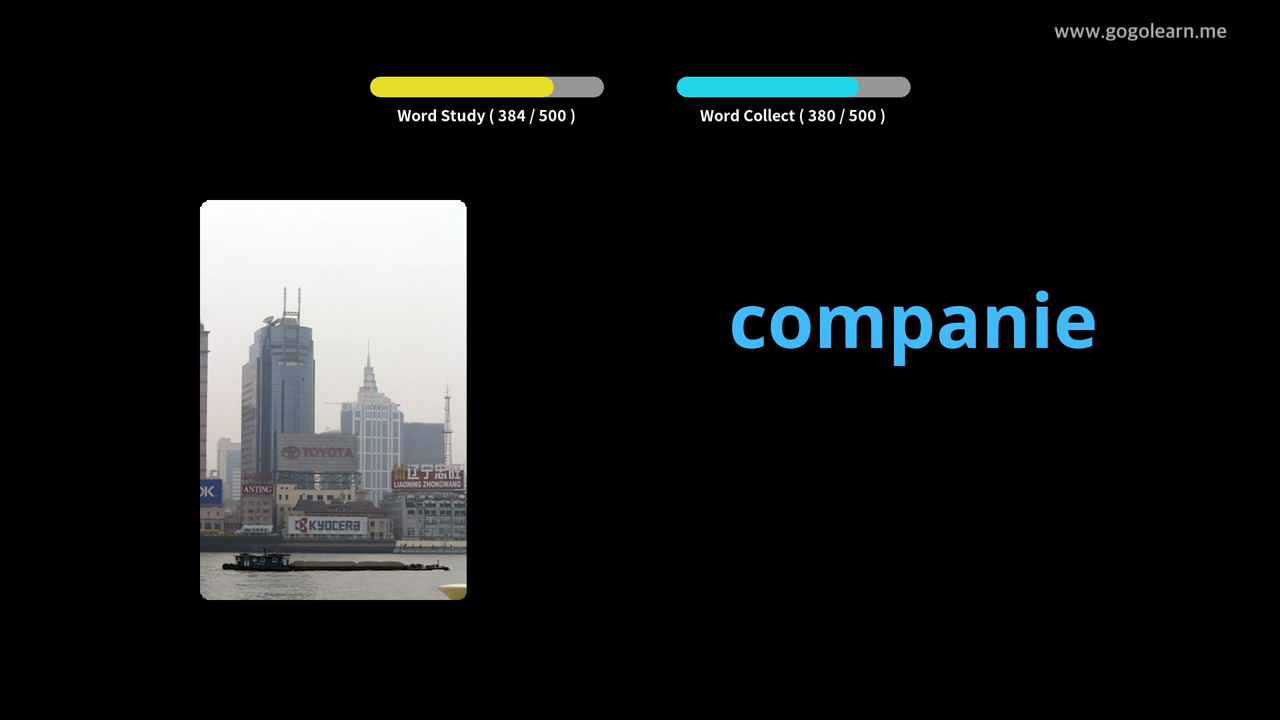 www.gogolearn.me
Word Study ( 384 / 500 )
Word Collect ( 380 / 500 )
companie
TOYOTA
辽宁忠旺
LIAONING ZHONGWANG
ANTING
KYOCERA